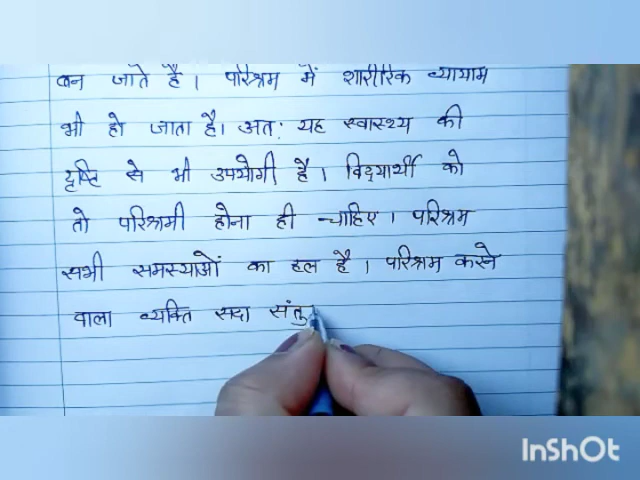 बन जाते है। परिश्रम में शारीरिक व्यायाम
भी हो जाता है। अतः यह स्वास्थ्य की
दृष्टि से भी उपयोगी है। विद्यार्थी को
तो परिश्रमी होना ही चाहिए। परिश्रम
सभी समस्याओं का हल है। परिश्रम करने
वाला व्यक्ति सदा संतु
InShOt